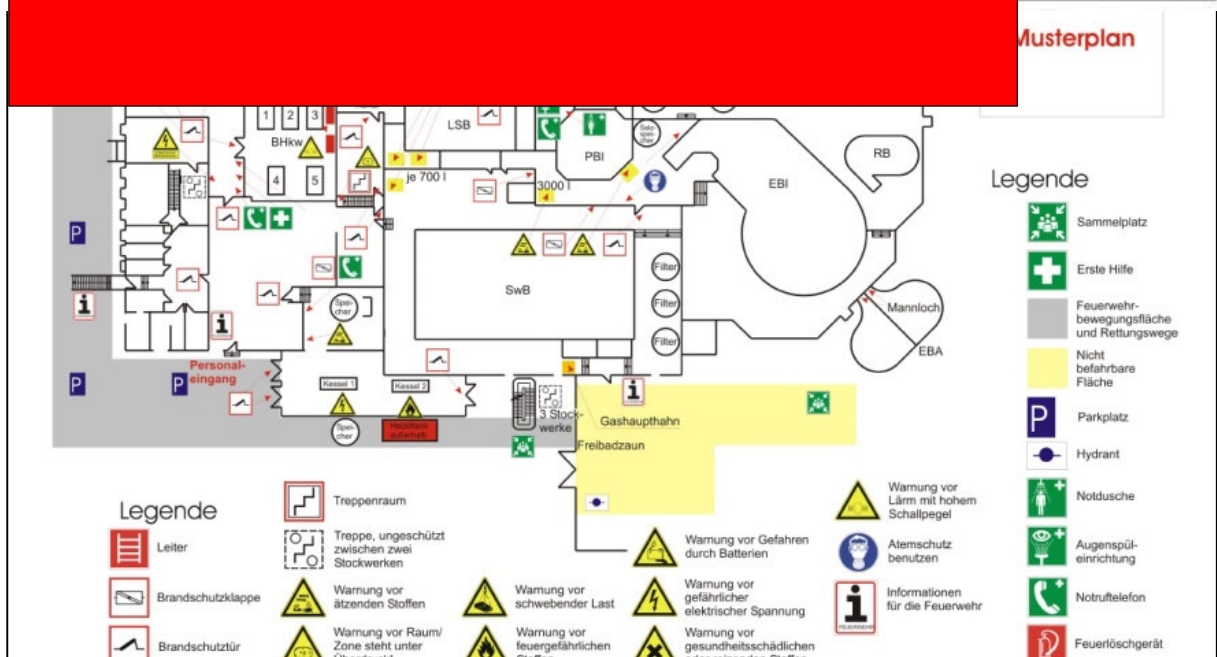 Musterplan
1 2 3
LSB
BHkw
PBI
RB
je 700 l
3000 l
4 5
EBI
P
Filter
Spei-
cher
SwB
Filter
Mannloch
Filter
EBA
Personal-
eingang
P
P
Kessel 1
Kessel 2
3 Stock-
werke
Gashaupthahn
Spei-
cher
Freibadzaun
Legende
Sammelplatz
Erste Hilfe
Feuerwehr-
bewegungsfläche
und Rettungswege
Nicht
befahrbare
Fläche
P
Parkplatz
Hydrant
Notdusche
Augenspül-
einrichtung
Notruftelefon
Feuerlöschgerät
Legende
Leiter
Brandschutzklappe
Brandschutztür
Treppenraum
Treppe, ungeschützt
zwischen zwei
Stockwerken
Warnung vor
ätzenden Stoffen
Warnung vor Raum/
Zone steht unter
Warnung vor
schwebender Last
Warnung vor
feuergefährlichen
Warnung vor Gefahren
durch Batterien
Warnung vor
gefährlicher
elektrischer Spannung
Warnung vor
gesundheitsschädlichen
Warnung vor
Lärm mit hohem
Schallpegel
Atemschutz
benutzen
Informationen
für die Feuerwehr